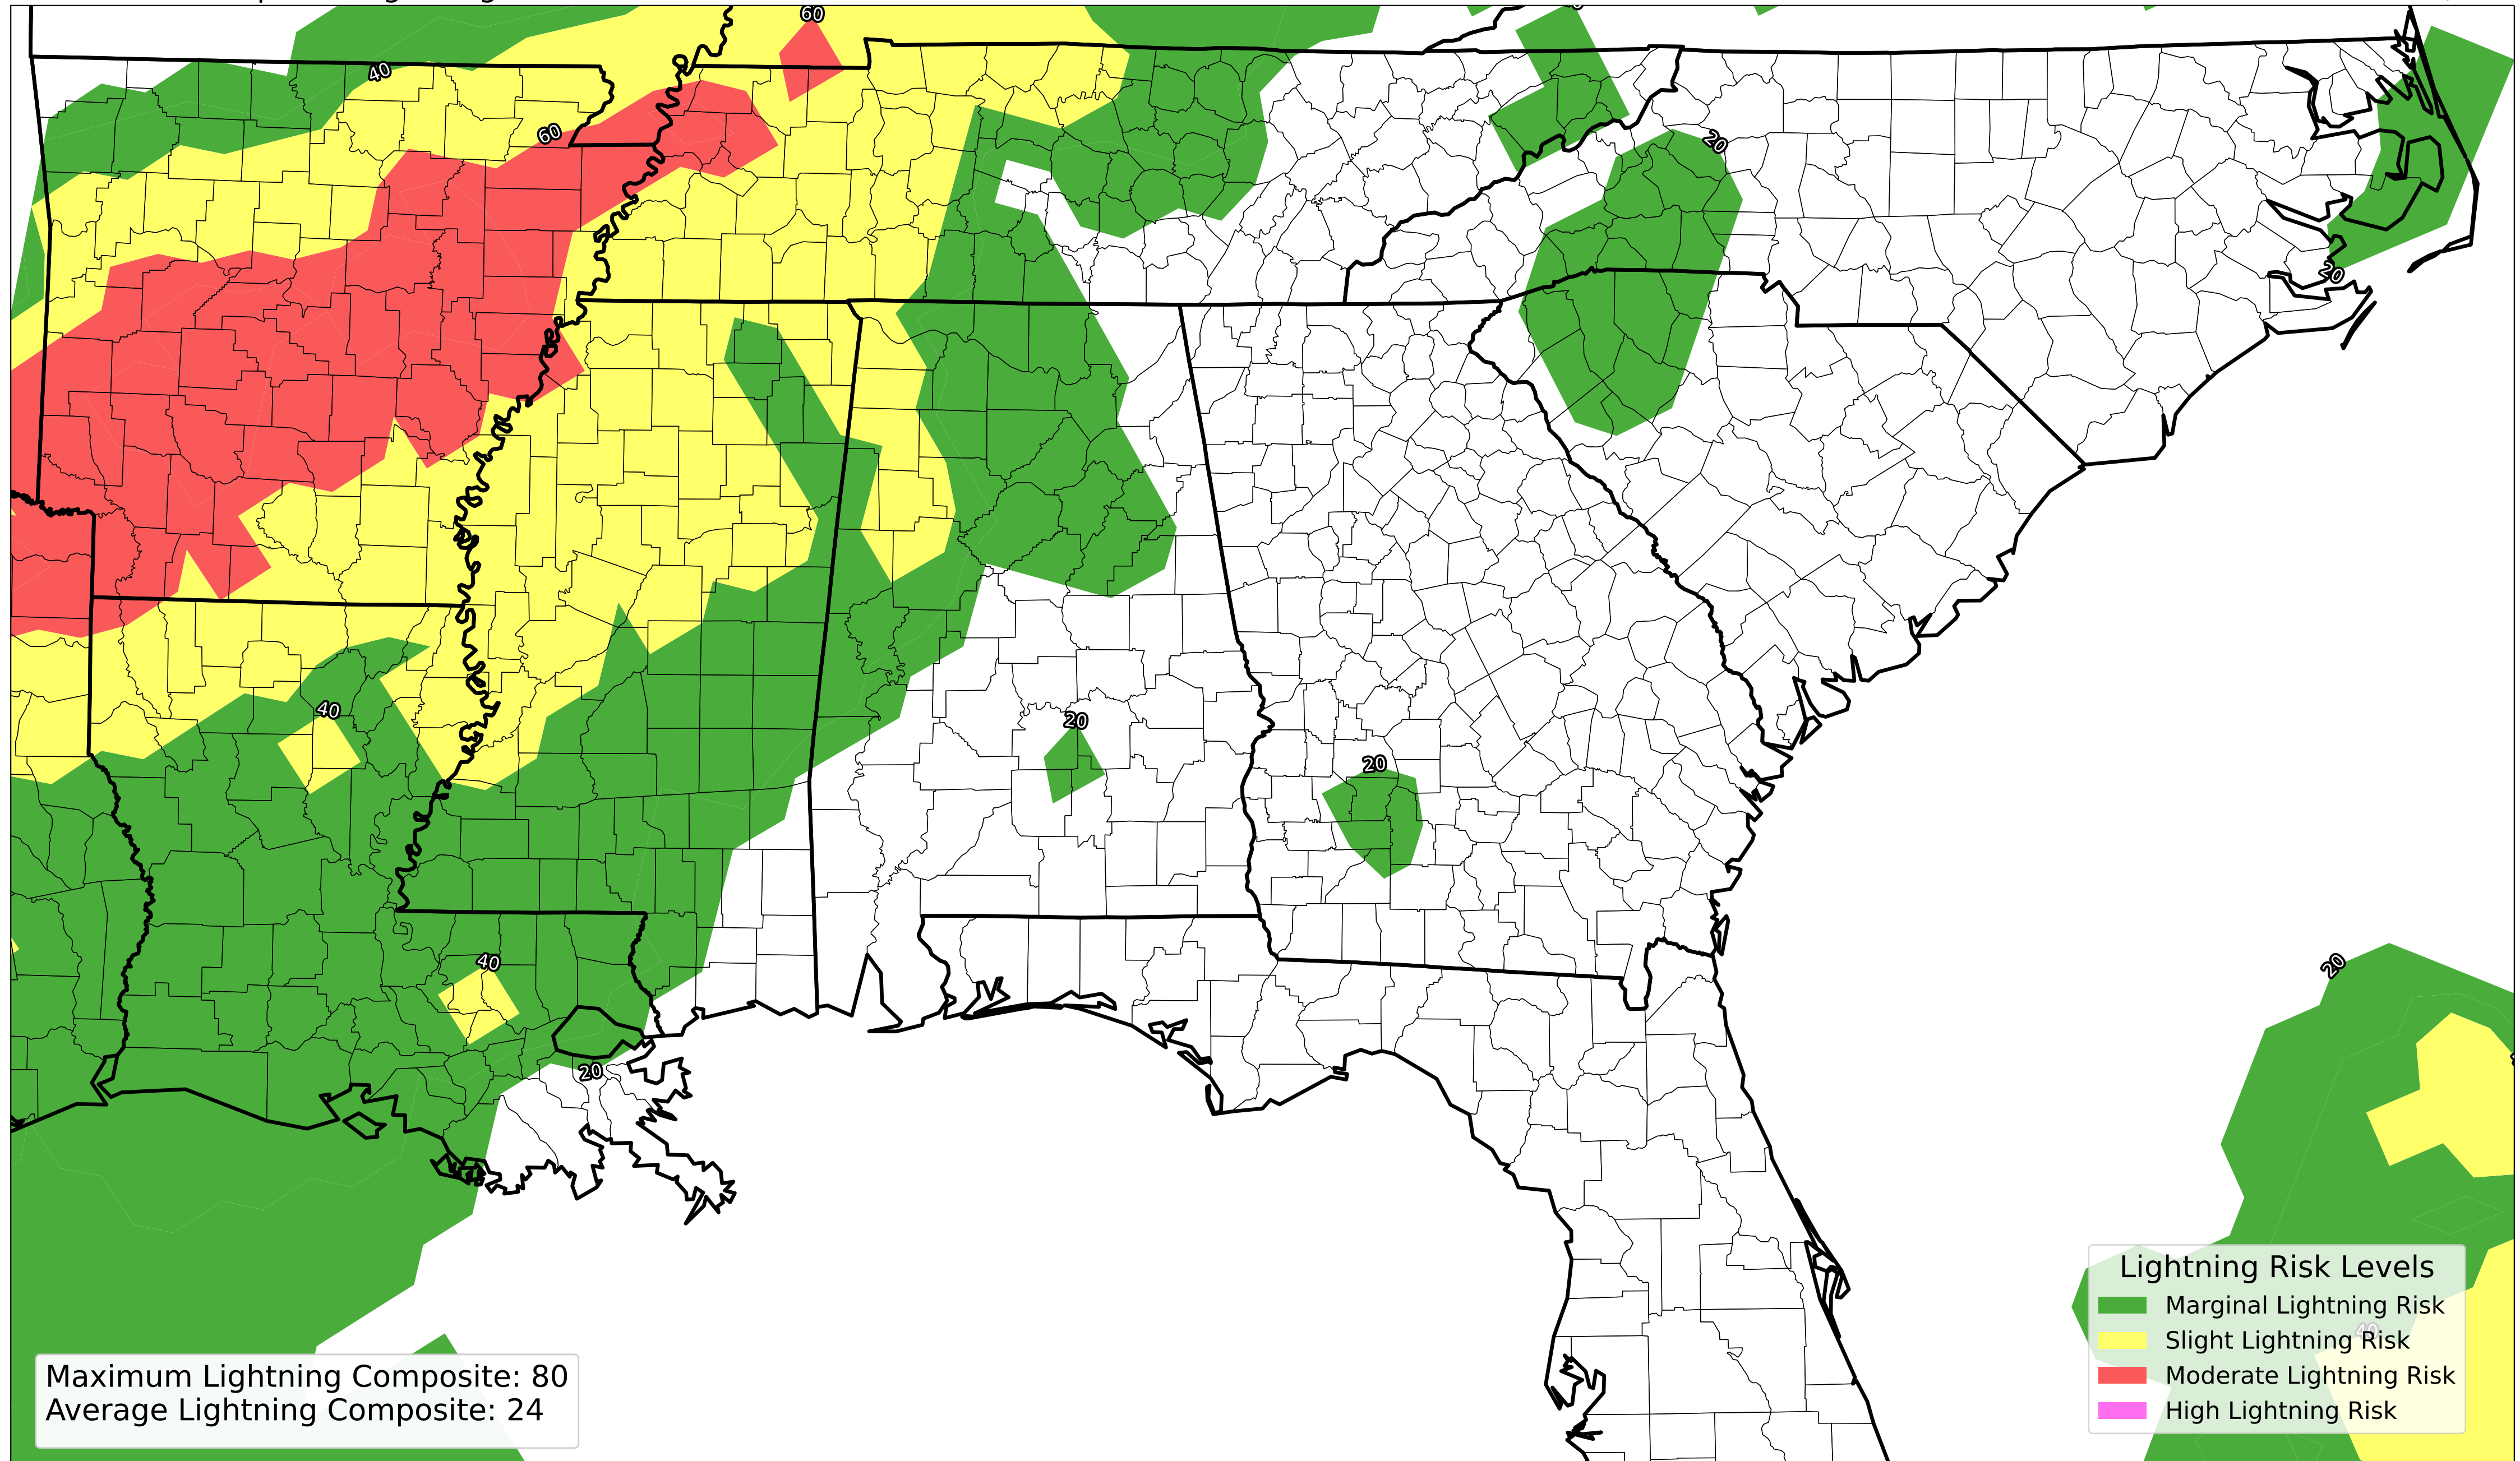 60
40
60
20
20
40
20
20
40
20
20
Lightning Risk Levels
Marginal Lightning Risk
Slight Lightning Risk
40
Moderate Lightning Risk
High Lightning Risk
Maximum Lightning Composite: 80
Average Lightning Composite: 24